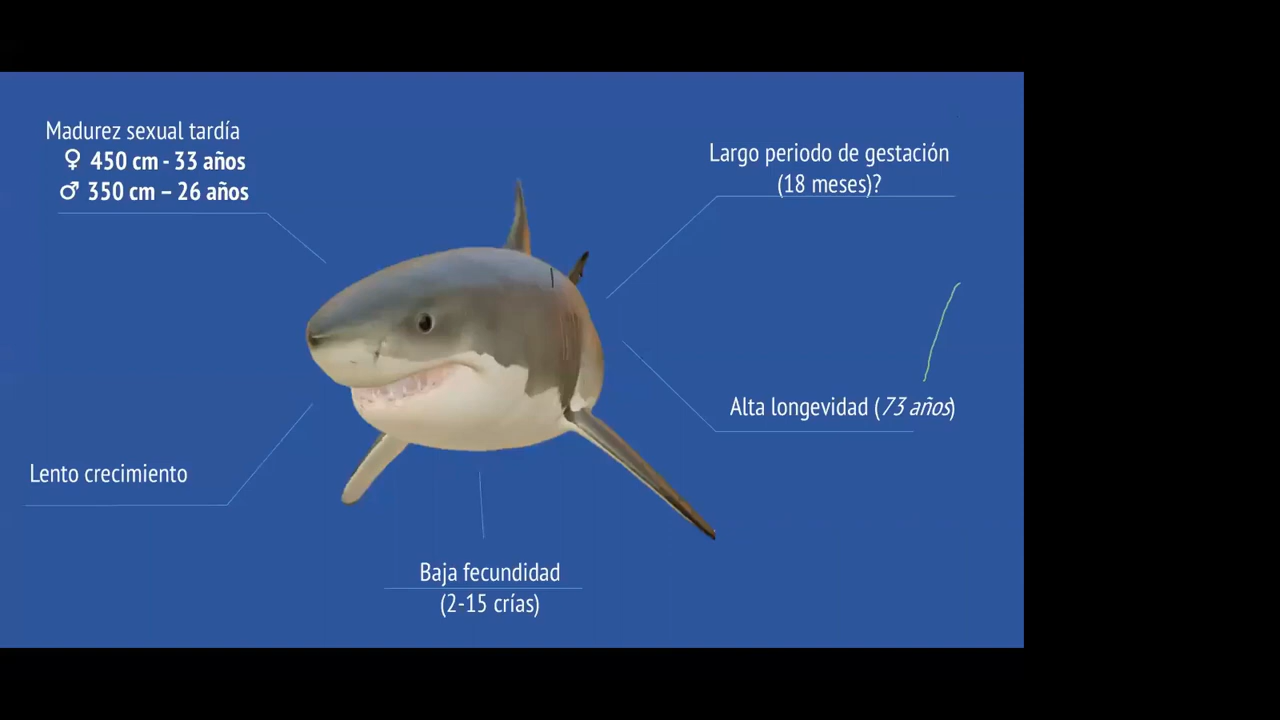 Madurez sexual tardía
♀ 450 cm - 33 años
♂ 350 cm – 26 años
Largo periodo de gestación
(18 meses)?
Alta longevidad (73 años)
Lento crecimiento
Baja fecundidad
(2-15 crías)